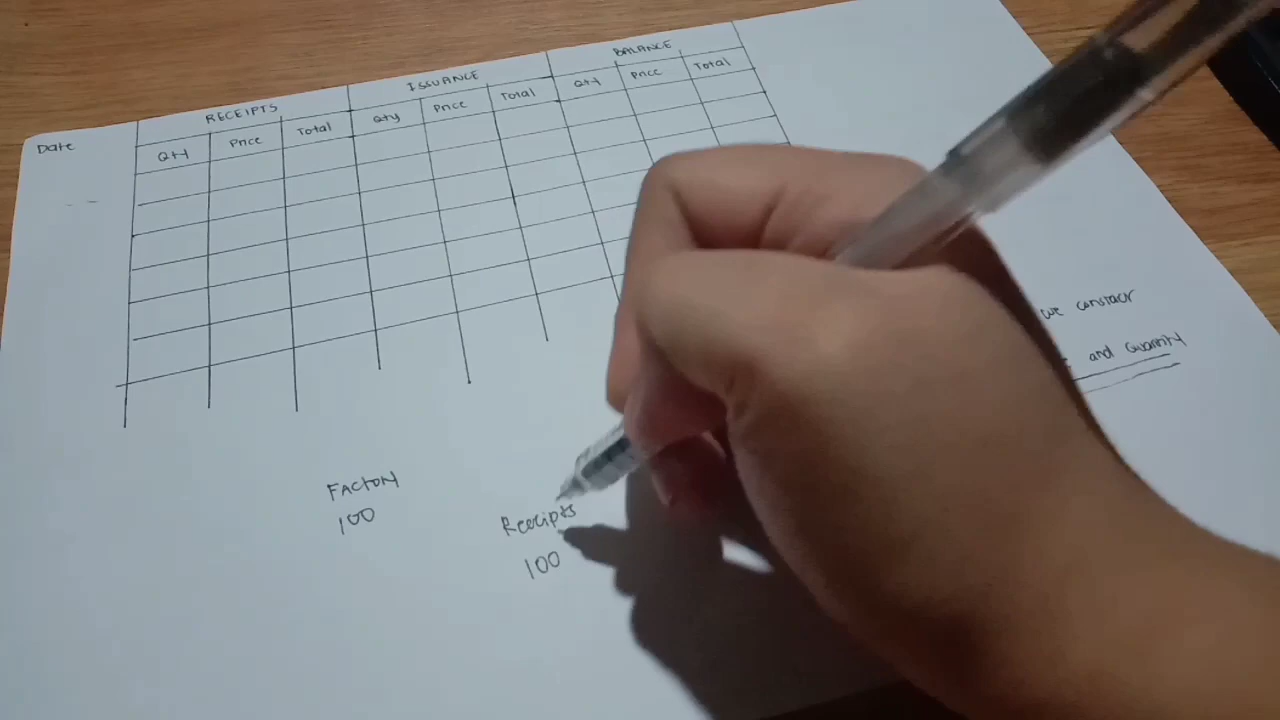 RECEIPTS ISSUANCE BALANCE
Date Qty Price Total Qty Price Total Qty Price Total
we
and Quantity
FACTORY Receipts
100 100